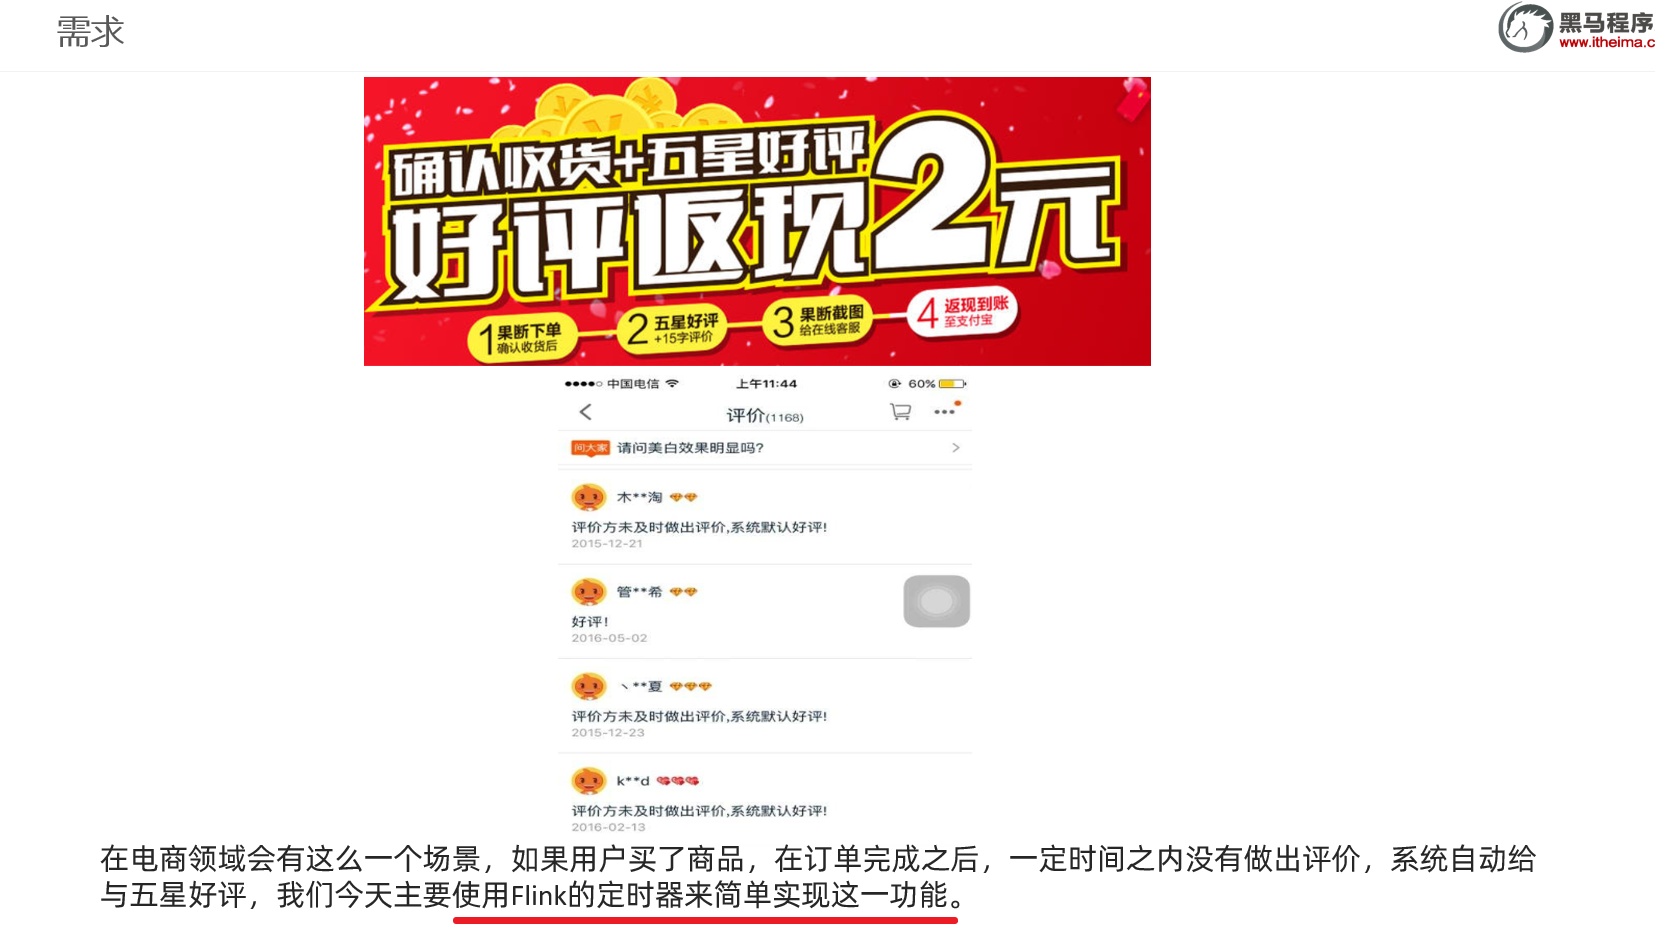 需求
黑马程序
www.itheima.c
确认收货+五星好评
好评返现2元
1 果断下单
确认收货后
2 五星好评
+15字评价
3 果断截图
给在线客服
4 返现到账
至支付宝
中国电信 上午11:44 60%
评价(1168)
问大家 请问美白效果明显吗?
木**淘
评价方未及时做出评价,系统默认好评!
2015-12-21
管**希
好评!
2016-05-02
丶**夏
评价方未及时做出评价,系统默认好评!
2015-12-23
k**d
评价方未及时做出评价,系统默认好评!
2016-02-13
在电商领域会有这么一个场景，如果用户买了商品，在订单完成之后，一定时间之内没有做出评价，系统自动给
与五星好评，我们今天主要使用Flink的定时器来简单实现这一功能。